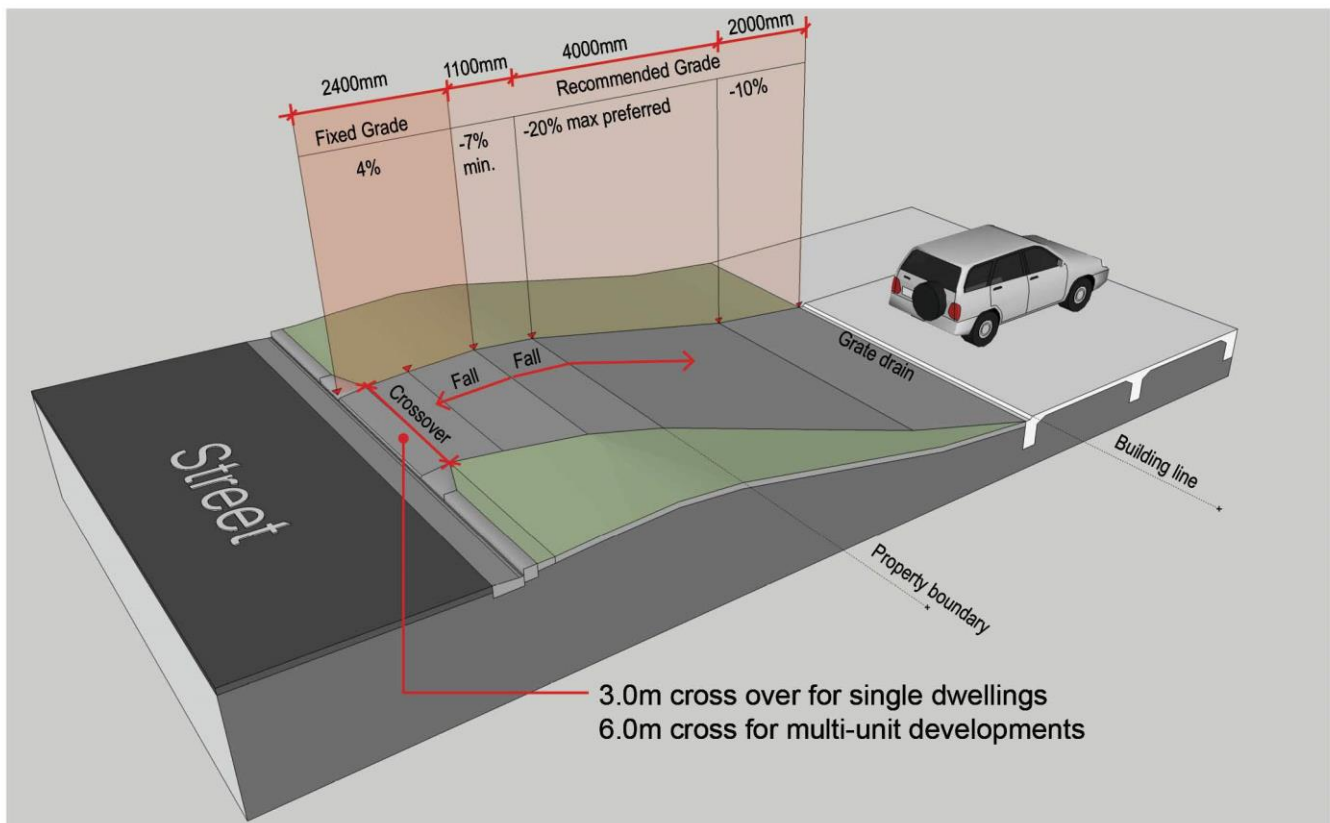 2400mm
1100mm
4000mm
2000mm
Fixed Grade
Recommended Grade
4%
-7%
min.
-20% max preferred
-10%
Fall
Fall
Crossover
Grate drain
Street
Building line
Property boundary
3.0m cross over for single dwellings
6.0m cross for multi-unit developments